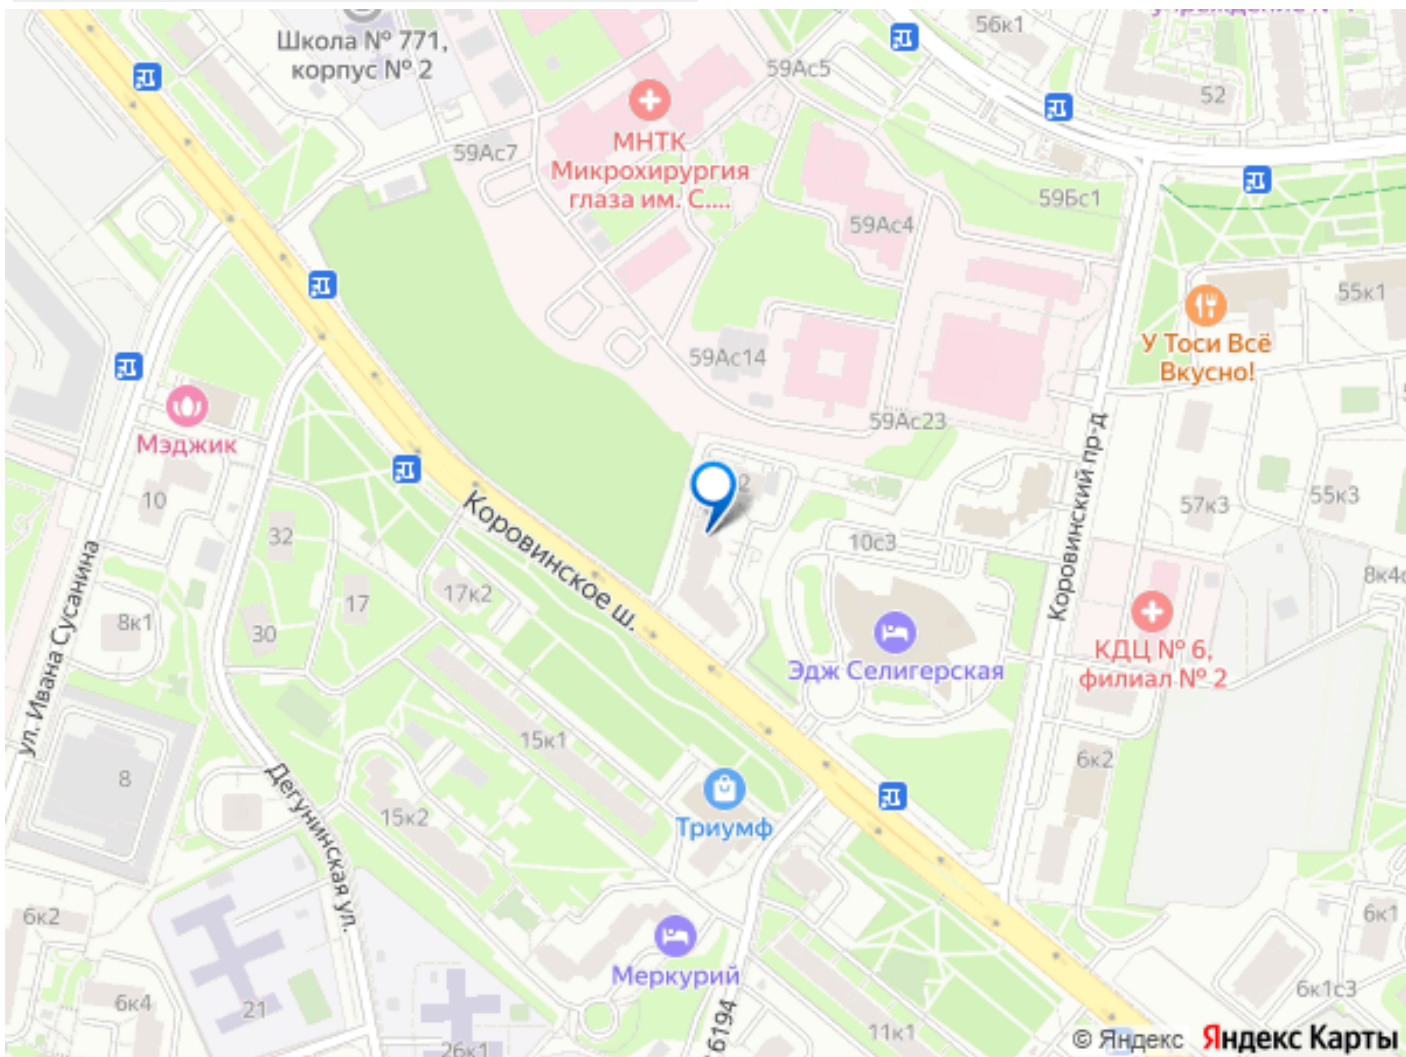 56к1
Школа № 771,
корпус № 2
59Ас5
52
МНТК
Микрохирургия
глаза им. С....
59Ас7
59Бс1
59Ас4
55к1
У Тоси Всё
Вкусно!
59Ас14
Мэджик
59Ас23
10
Коровинский пр-д
57к3
55к3
32
10с3
Коровинское ш.
17к2
17
8к1
30
ул. Ивана Сусанина
Эдж Селигерская
КДЦ № 6,
филиал № 2
15к1
6к2
8
Дегунинская ул.
15к2
Триумф
6к2
6к1
Меркурий
6к4
21
6к1с3
6194
11к1
26к1
© Яндекс Яндекс Карты